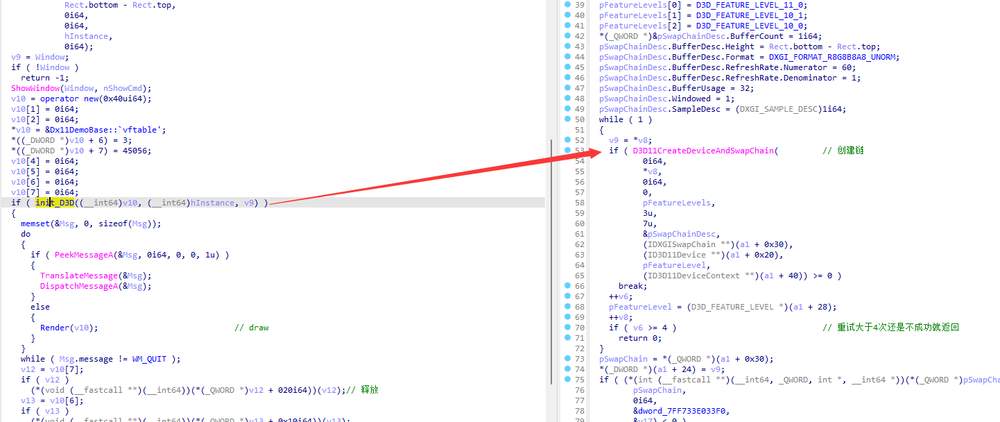 Rect.bottom - Rect.top,
0i64,
0i64,
hInstance,
0i64);
v9 = Window;
if ( !Window )
return -1;
ShowWindow(Window, nShowCmd);
v10 = operator new(0x40ui64);
v10[1] = 0i64;
v10[2] = 0i64;
*v10 = &Dx11DemoBase::`vftable';
*((_DWORD *)v10 + 6) = 3;
*((_DWORD *)v10 + 7) = 45056;
v10[4] = 0i64;
v10[5] = 0i64;
v10[6] = 0i64;
v10[7] = 0i64;
if ( init_D3D((__int64)v10, (__int64)hInstance, v9) )
{
memset(&Msg, 0, sizeof(Msg));
do
{
if ( PeekMessageA(&Msg, 0i64, 0, 0, 1u) )
{
TranslateMessage(&Msg);
DispatchMessageA(&Msg);
}
else
{
Render(v10); // draw
}
}
while ( Msg.message != WM_QUIT );
v12 = v10[7];
if ( v12 )
(*(void (__fastcall **)(__int64))(*(_QWORD *)v12 + 020i64))(v12);// 释放
v13 = v10[6];
if ( v13 )
(*(void (__fastcall **)(__int64))(*(_QWORD *)v13 + 0x10i64))(v13);
39 pFeatureLevels[0] = D3D_FEATURE_LEVEL_11_0;
40 pFeatureLevels[1] = D3D_FEATURE_LEVEL_10_1;
41 pFeatureLevels[2] = D3D_FEATURE_LEVEL_10_0;
42 *(_QWORD *)&pSwapChainDesc.BufferCount = 1i64;
43 pSwapChainDesc.BufferDesc.Height = Rect.bottom - Rect.top;
44 pSwapChainDesc.BufferDesc.Format = DXGI_FORMAT_R8G8B8A8_UNORM;
45 pSwapChainDesc.BufferDesc.RefreshRate.Numerator = 60;
46 pSwapChainDesc.BufferDesc.RefreshRate.Denominator = 1;
47 pSwapChainDesc.BufferUsage = 32;
48 pSwapChainDesc.Windowed = 1;
49 pSwapChainDesc.SampleDesc = (DXGI_SAMPLE_DESC)1i64;
50 while ( 1 )
51 {
52 v9 = *v8;
53 if ( D3D11CreateDeviceAndSwapChain( // 创建链
54 0i64,
55 *v8,
56 0i64,
57 0,
58 pFeatureLevels,
59 3u,
60 7u,
61 &pSwapChainDesc,
62 (IDXGISwapChain **)(a1 + 0x30),
63 (ID3D11Device **)(a1 + 0x20),
64 pFeatureLevel,
65 (ID3D11DeviceContext **)(a1 + 40)) >= 0 )
66 break;
67 ++v6;
68 pFeatureLevel = (D3D_FEATURE_LEVEL *)(a1 + 28);
69 ++v8;
70 if ( v6 >= 4 ) // 重试大于4次还是不成功就返回
71 return 0;
72 }
73 pSwapChain = *(_QWORD *)(a1 + 0x30);
74 *(_DWORD *)(a1 + 24) = v9;
75 if ( (*(int (__fastcall **)(__int64, _QWORD, int *, __int64 *))(*(_QWORD *)pSwapChai
76 pSwapChain,
77 0i64,
78 &dword_7FF733E033F0,
79 &v17) < 0 )